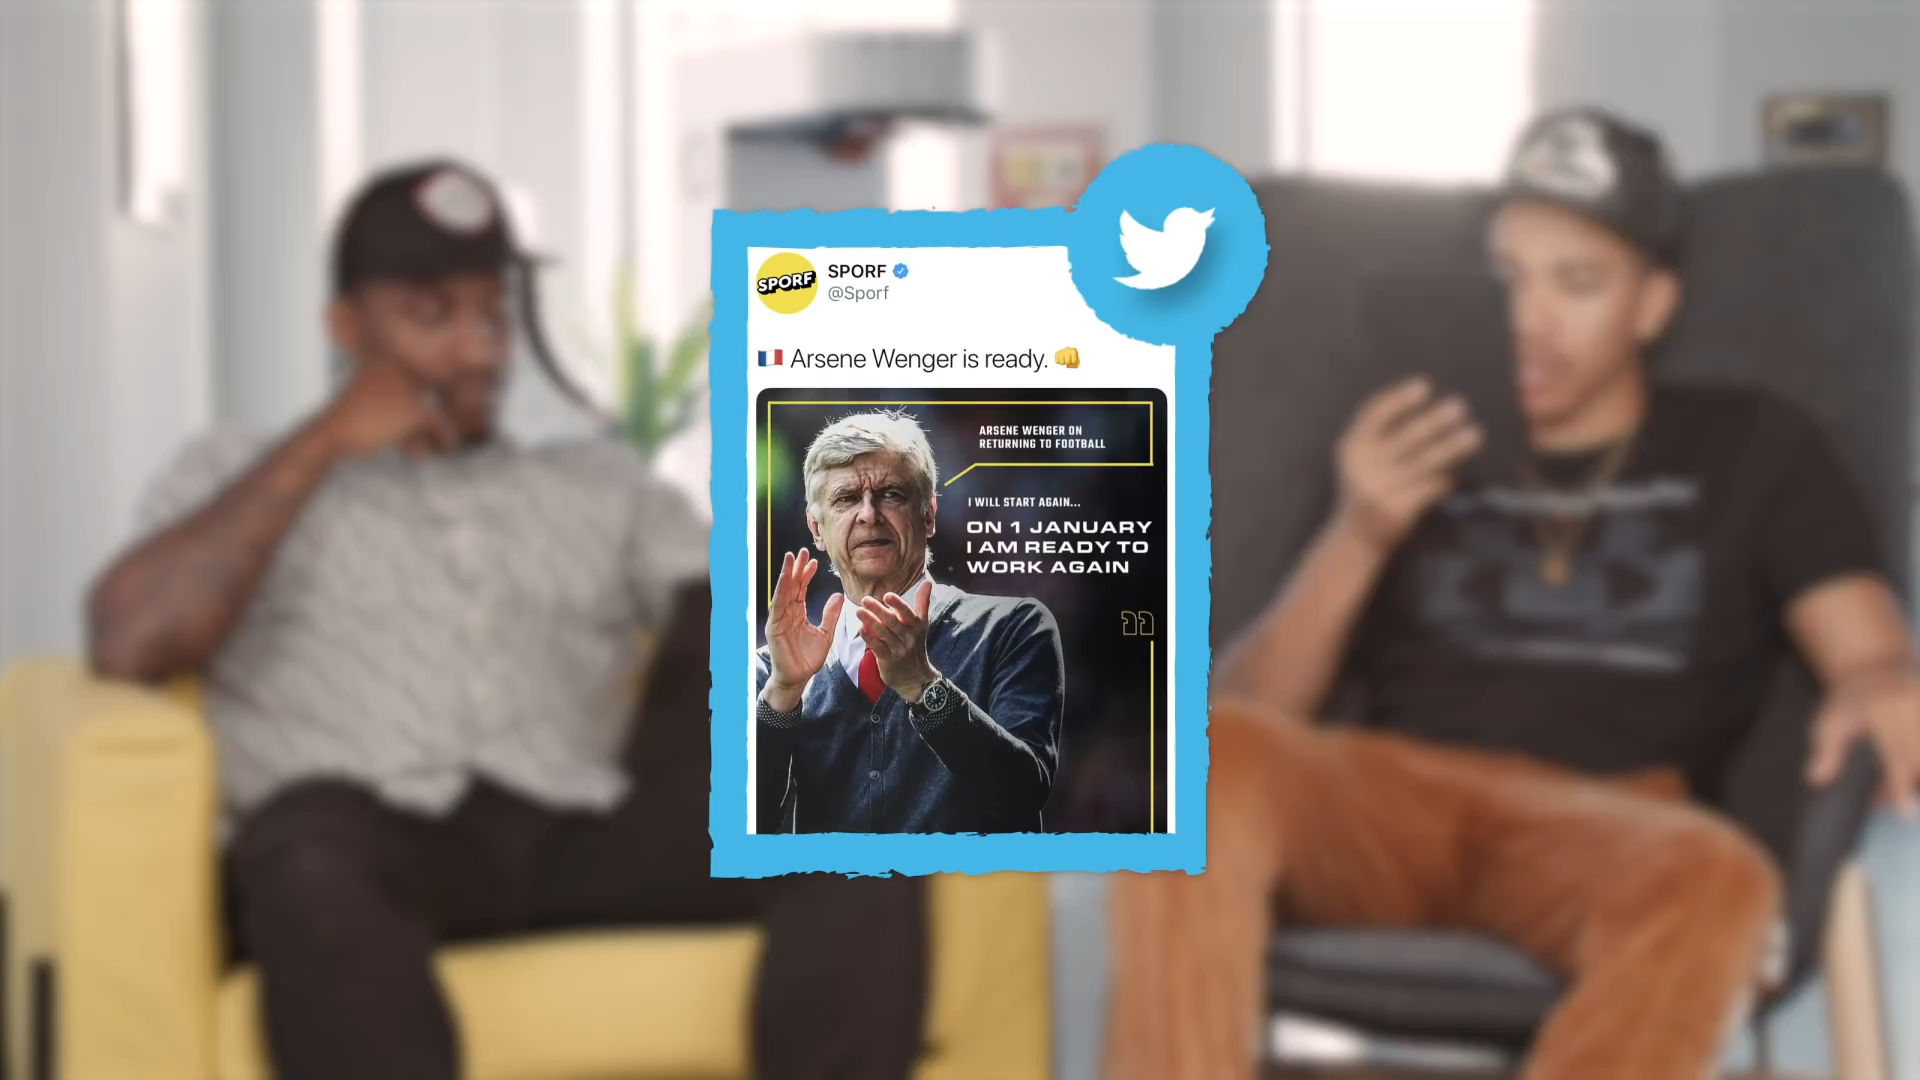 SPORF
SPORF
@Sporf
🇫🇷 Arsene Wenger is ready. 👊
ARSENE WENGER ON
RETURNING TO FOOTBALL
I WILL START AGAIN...
ON 1 JANUARY
I AM READY TO
WORK AGAIN